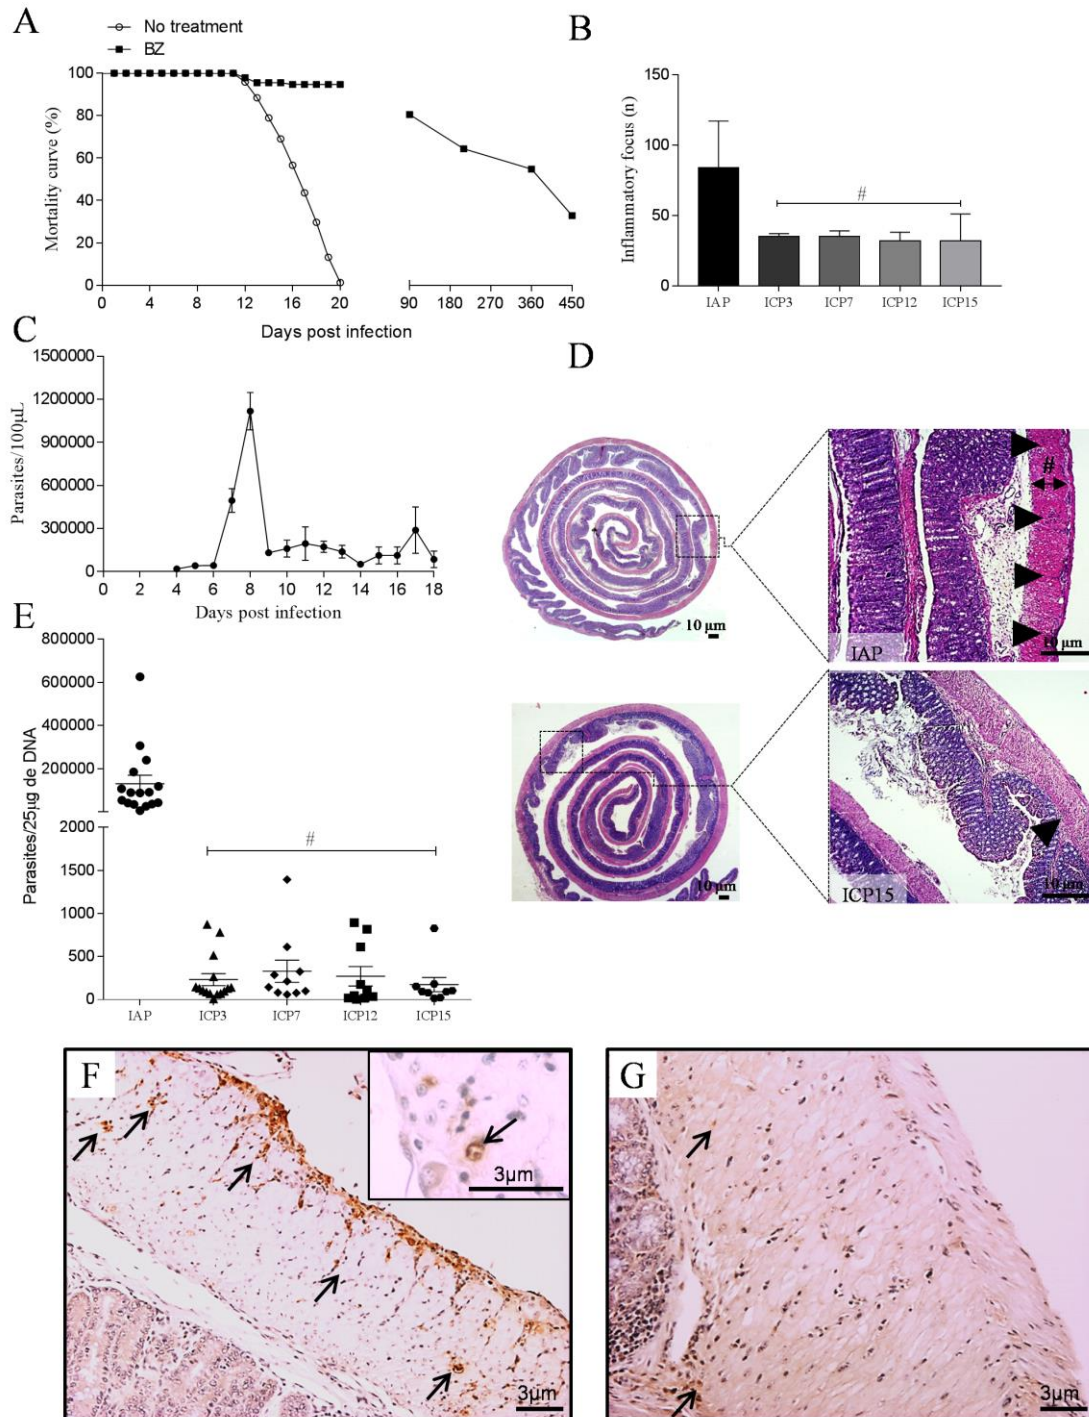 A
No treatment
BZ
Mortality curve (%)
100
80
60
40
20
0
0 4 8 12 16 20
90 180 270 360 450
Days post infection
B
Inflammatory focus (n)
150
100
50
0
#
IAP ICP3 ICP7 ICP12 ICP15
C
Parasites/100µL
1500000
1200000
900000
600000
300000
0
0 2 4 6 8 10 12 14 16 18
Days post infection
D
10 µm
#
IAP
10 µm
10 µm
ICP15
10 µm
E
Parasites/25µg de DNA
800000
600000
400000
200000
2000
1500
1000
500
0
#
IAP ICP3 ICP7 ICP12 ICP15
F
3µm
3µm
G
3µm